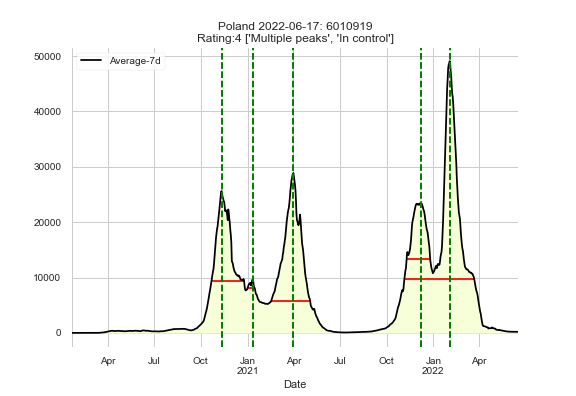 Poland 2022-06-17: 6010919
Rating:4 ['Multiple peaks', 'In control']
Average-7d
50000
40000
30000
20000
10000
0
Apr Jul Oct Jan Apr Jul Oct Jan Apr
2021 2022
Date